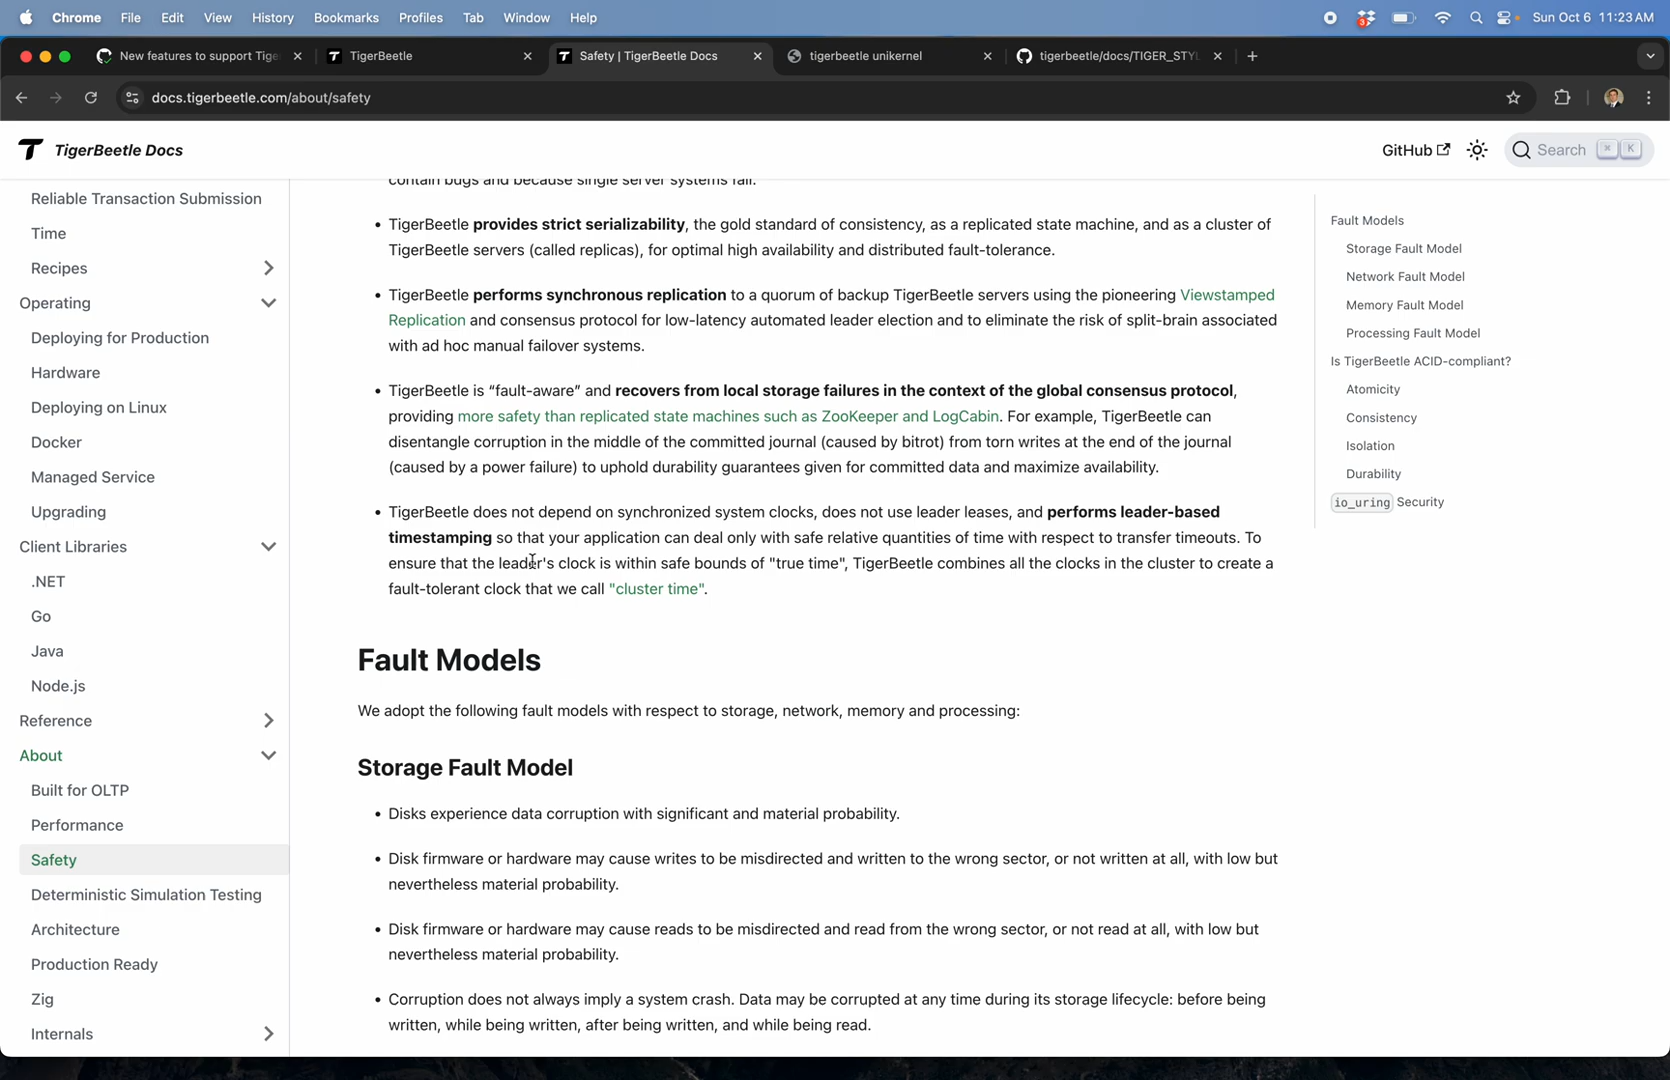 Chrome File Edit View History Bookmarks Profiles Tab Window Help
3
Sun Oct 6 11:23 AM
New features to support Tige
TigerBeetle
Safety | TigerBeetle Docs
tigerbeetle unikernel
tigerbeetle/docs/TIGER_STYL
docs.tigerbeetle.com/about/safety
TigerBeetle Docs
GitHub
Search ⌘ K
Reliable Transaction Submission
Time
Recipes
Operating
Deploying for Production
Hardware
Deploying on Linux
Docker
Managed Service
Upgrading
Client Libraries
.NET
Go
Java
Node.js
Reference
About
Built for OLTP
Performance
Safety
Deterministic Simulation Testing
Architecture
Production Ready
Zig
Internals
contain bugs and because single server systems fail.
• TigerBeetle provides strict serializability, the gold standard of consistency, as a replicated state machine, and as a cluster of
TigerBeetle servers (called replicas), for optimal high availability and distributed fault-tolerance.
• TigerBeetle performs synchronous replication to a quorum of backup TigerBeetle servers using the pioneering Viewstamped
Replication and consensus protocol for low-latency automated leader election and to eliminate the risk of split-brain associated
with ad hoc manual failover systems.
• TigerBeetle is “fault-aware” and recovers from local storage failures in the context of the global consensus protocol,
providing more safety than replicated state machines such as ZooKeeper and LogCabin. For example, TigerBeetle can
disentangle corruption in the middle of the committed journal (caused by bitrot) from torn writes at the end of the journal
(caused by a power failure) to uphold durability guarantees given for committed data and maximize availability.
• TigerBeetle does not depend on synchronized system clocks, does not use leader leases, and performs leader-based
timestamping so that your application can deal only with safe relative quantities of time with respect to transfer timeouts. To
ensure that the leader's clock is within safe bounds of "true time", TigerBeetle combines all the clocks in the cluster to create a
fault-tolerant clock that we call "cluster time".
Fault Models
We adopt the following fault models with respect to storage, network, memory and processing:
Storage Fault Model
• Disks experience data corruption with significant and material probability.
• Disk firmware or hardware may cause writes to be misdirected and written to the wrong sector, or not written at all, with low but
nevertheless material probability.
• Disk firmware or hardware may cause reads to be misdirected and read from the wrong sector, or not read at all, with low but
nevertheless material probability.
• Corruption does not always imply a system crash. Data may be corrupted at any time during its storage lifecycle: before being
written, while being written, after being written, and while being read.
Fault Models
Storage Fault Model
Network Fault Model
Memory Fault Model
Processing Fault Model
Is TigerBeetle ACID-compliant?
Atomicity
Consistency
Isolation
Durability
io_uring Security